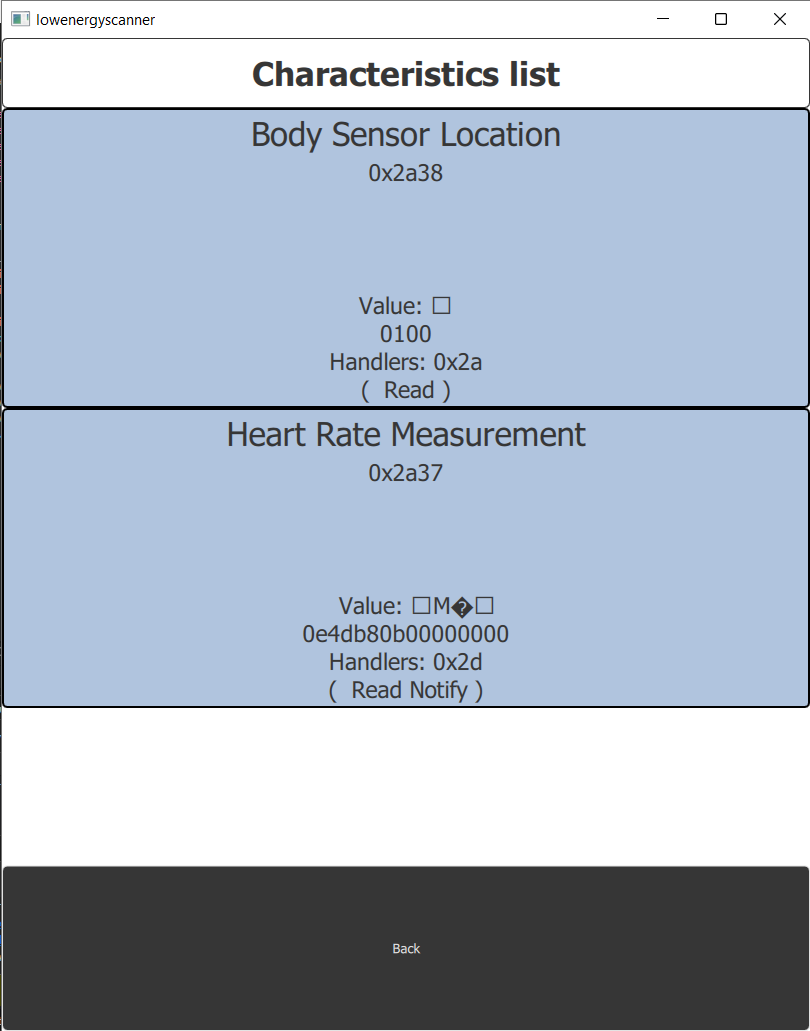 lowenergyscanner
Characteristics list
Body Sensor Location
0x2a38
Value: □
0100
Handlers: 0x2a
( Read )
Heart Rate Measurement
0x2a37
Value: □M�□
0e4db80b00000000
Handlers: 0x2d
( Read Notify )
Back